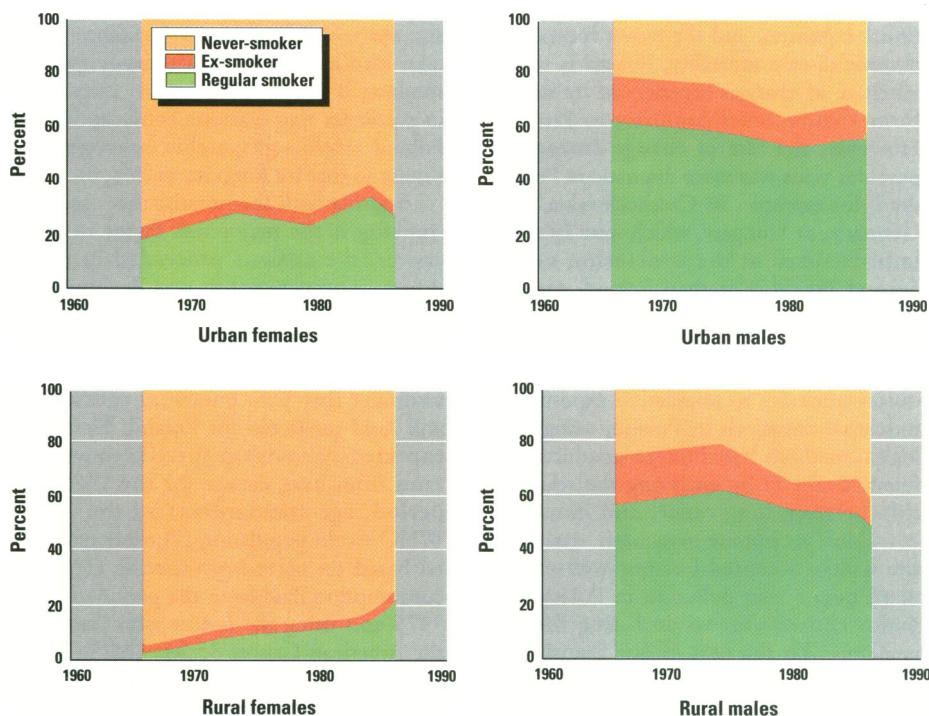 100
80
60
40
20
0
Percent
Never-smoker
Ex-smoker
Regular smoker
1960 1970 1980 1990
Urban females
100
80
60
40
20
0
Percent
1960 1970 1980 1990
Urban males
100
80
60
40
20
0
Percent
1960 1970 1980 1990
Rural females
100
80
60
40
20
0
Percent
1960 1970 1980 1990
Rural males